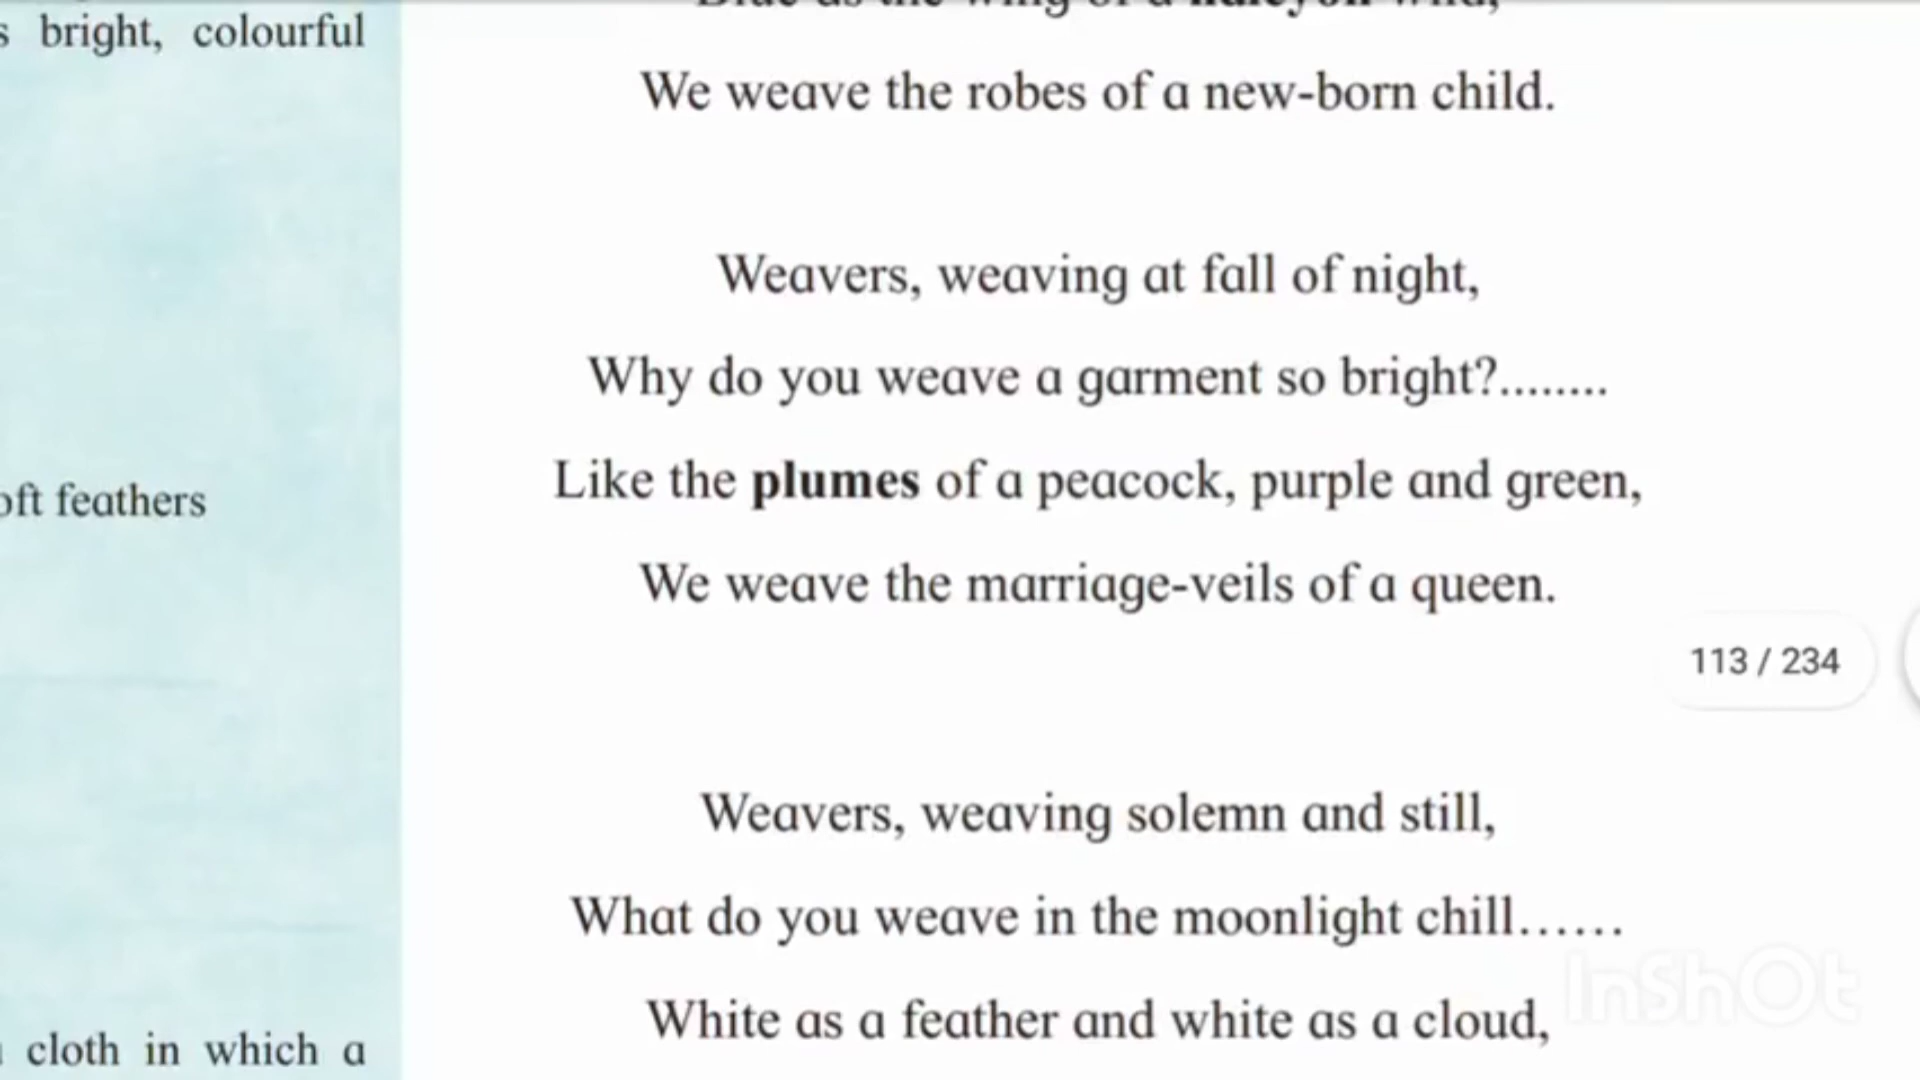 bright, colourful
We weave the robes of a new-born child.
Weavers, weaving at fall of night,
Why do you weave a garment so bright?........
Like the plumes of a peacock, purple and green,
feathers
We weave the marriage-veils of a queen.
113 / 234
Weavers, weaving solemn and still,
What do you weave in the moonlight chill......
White as a feather and white as a cloud,
cloth in which a
InShOt